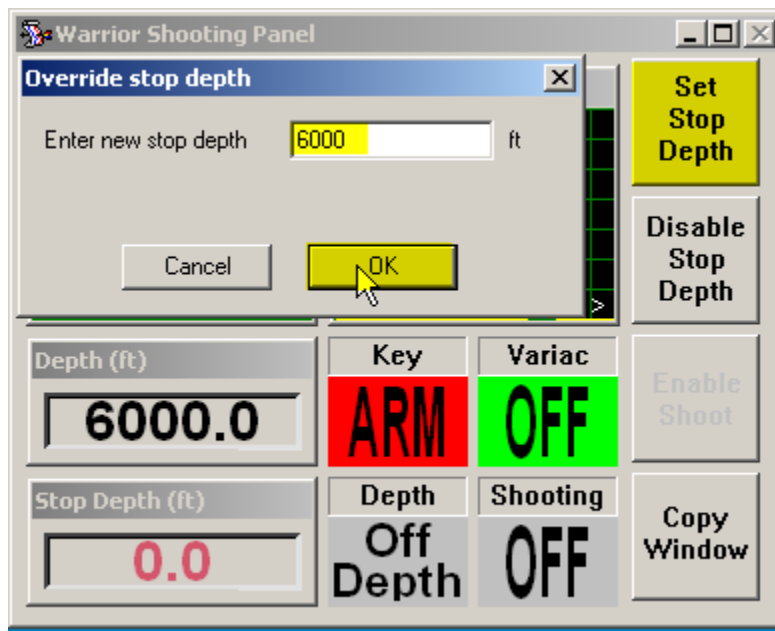 Warrior Shooting Panel
Override stop depth
Enter new stop depth 6000 ft
Cancel OK
>
Set
Stop
Depth
Disable
Stop
Depth
Depth (ft)
6000.0
Key
ARM
Variac
OFF
Enable
Shoot
Stop Depth (ft)
0.0
Depth
Off
Depth
Shooting
OFF
Copy
Window